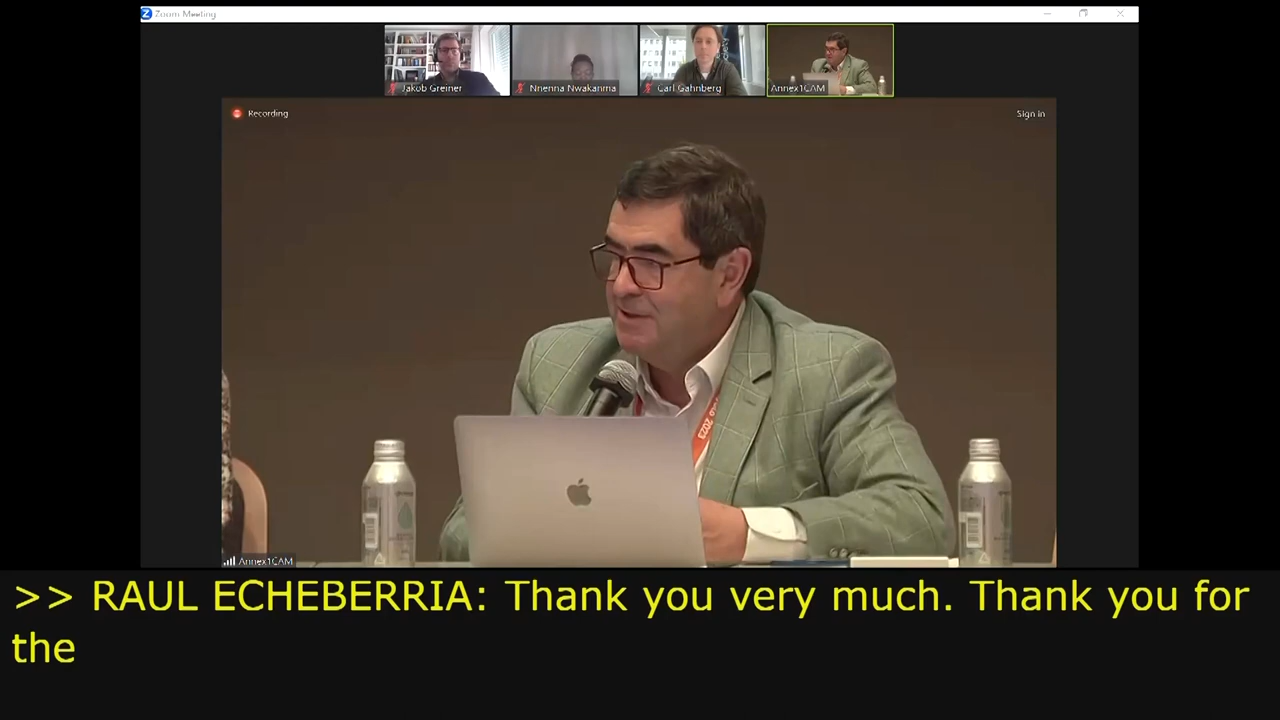 Zoom Meeting
Jakob Greiner
Nnenna Nwakanma
Carl Gahnberg
Annex1CAM
Recording
Sign in
2023
Annex1CAM
>> RAUL ECHEBERRIA: Thank you very much. Thank you for
the